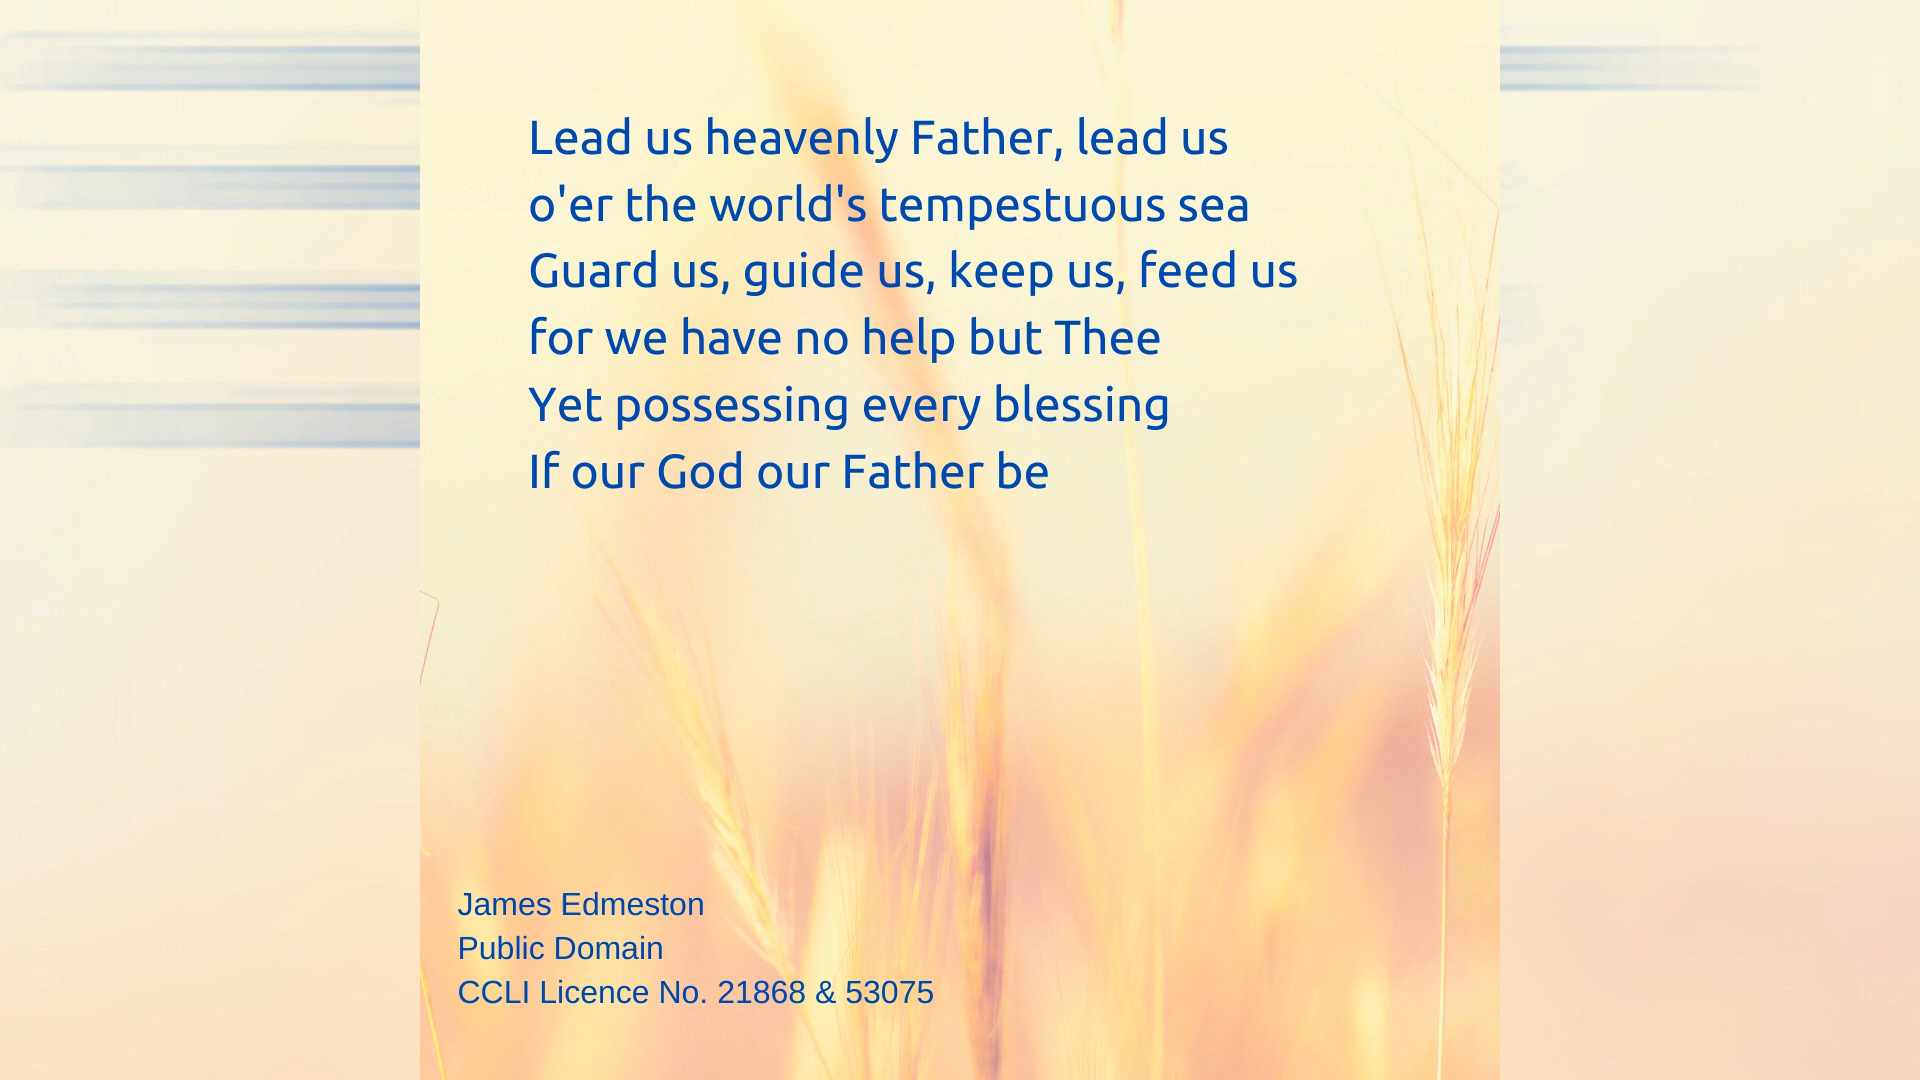 Lead us heavenly Father, lead us
o'er the world's tempestuous sea
Guard us, guide us, keep us, feed us
for we have no help but Thee
Yet possessing every blessing
If our God our Father be
James Edmeston
Public Domain
CCLI Licence No. 21868 & 53075